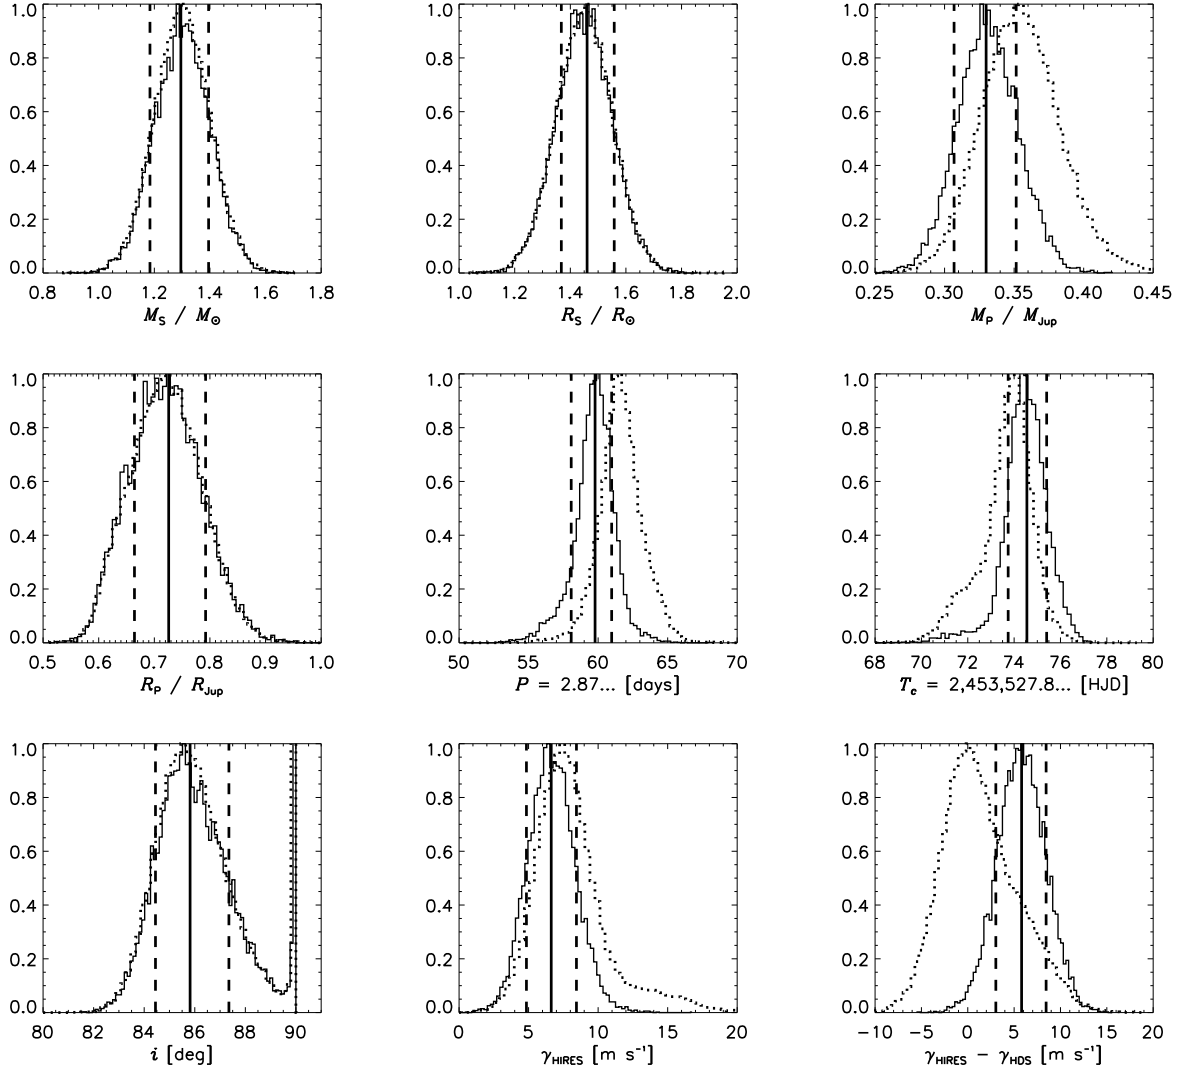 1.0 1.0 1.0
0.8 0.8 0.8
0.6 0.6 0.6
0.4 0.4 0.4
0.2 0.2 0.2
0.0 0.0 0.0
0.8 1.0 1.2 1.4 1.6 1.8 1.0 1.2 1.4 1.6 1.8 2.0 0.25 0.30 0.35 0.40 0.45
M_S / M_⊙ R_S / R_⊙ M_P / M_Jup
1.0 1.0 1.0
0.8 0.8 0.8
0.6 0.6 0.6
0.4 0.4 0.4
0.2 0.2 0.2
0.0 0.0 0.0
0.5 0.6 0.7 0.8 0.9 1.0 50 55 60 65 70 68 70 72 74 76 78 80
R_P / R_Jup P = 2.87... [days] T_c = 2,453,527.8... [HJD]
1.0 1.0 1.0
0.8 0.8 0.8
0.6 0.6 0.6
0.4 0.4 0.4
0.2 0.2 0.2
0.0 0.0 0.0
80 82 84 86 88 90 0 5 10 15 20 −10 −5 0 5 10 15 20
i [deg] γ_HIRES [m s⁻¹] γ_HIRES − γ_HDS [m s⁻¹]